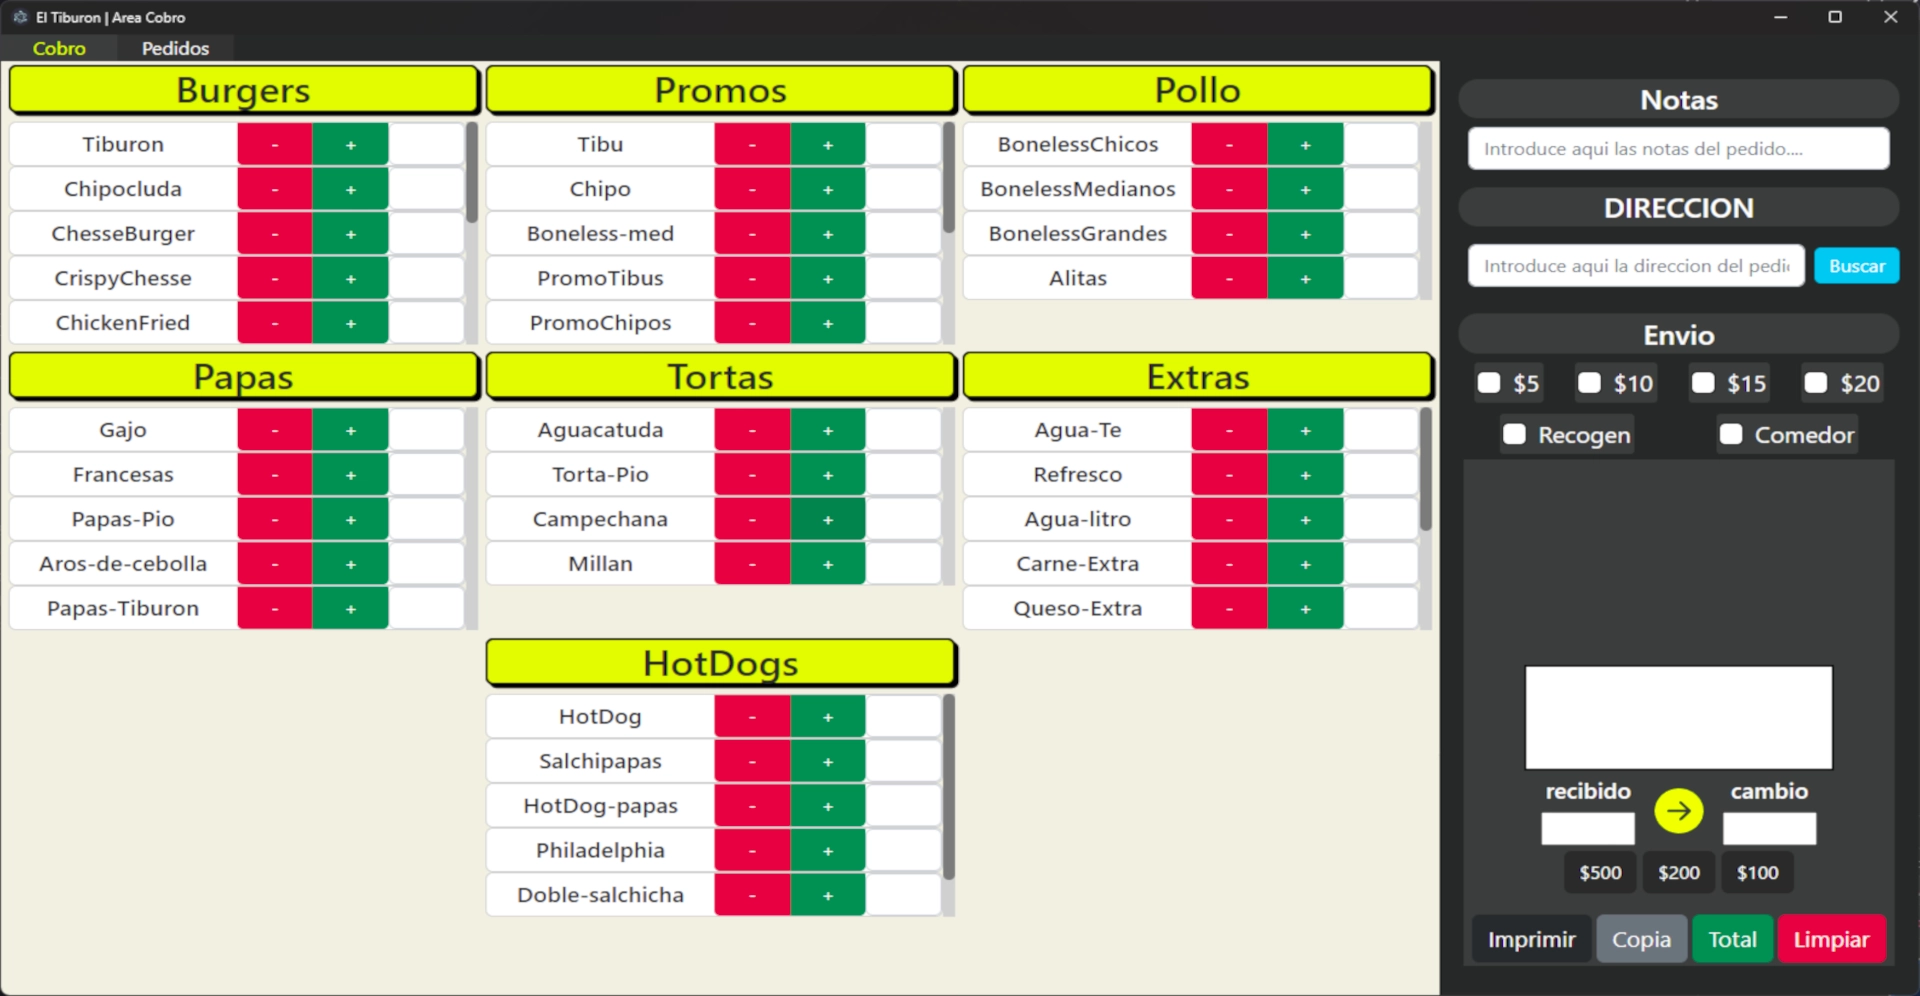 El Tiburon | Area Cobro
Cobro Pedidos
Burgers
Tiburon - +
Chipocluda - +
ChesseBurger - +
CrispyChesse - +
ChickenFried - +
Promos
Tibu - +
Chipo - +
Boneless-med - +
PromoTibus - +
PromoChipos - +
Pollo
BonelessChicos - +
BonelessMedianos - +
BonelessGrandes - +
Alitas - +
Papas
Gajo - +
Francesas - +
Papas-Pio - +
Aros-de-cebolla - +
Papas-Tiburon - +
Tortas
Aguacatuda - +
Torta-Pio - +
Campechana - +
Millan - +
Extras
Agua-Te - +
Refresco - +
Agua-litro - +
Carne-Extra - +
Queso-Extra - +
HotDogs
HotDog - +
Salchipapas - +
HotDog-papas - +
Philadelphia - +
Doble-salchicha - +
Notas
Introduce aqui las notas del pedido....
DIRECCION
Introduce aqui la direccion del pedi
Buscar
Envio
$5 $10 $15 $20
Recogen Comedor
recibido → cambio
$500 $200 $100
Imprimir Copia Total Limpiar